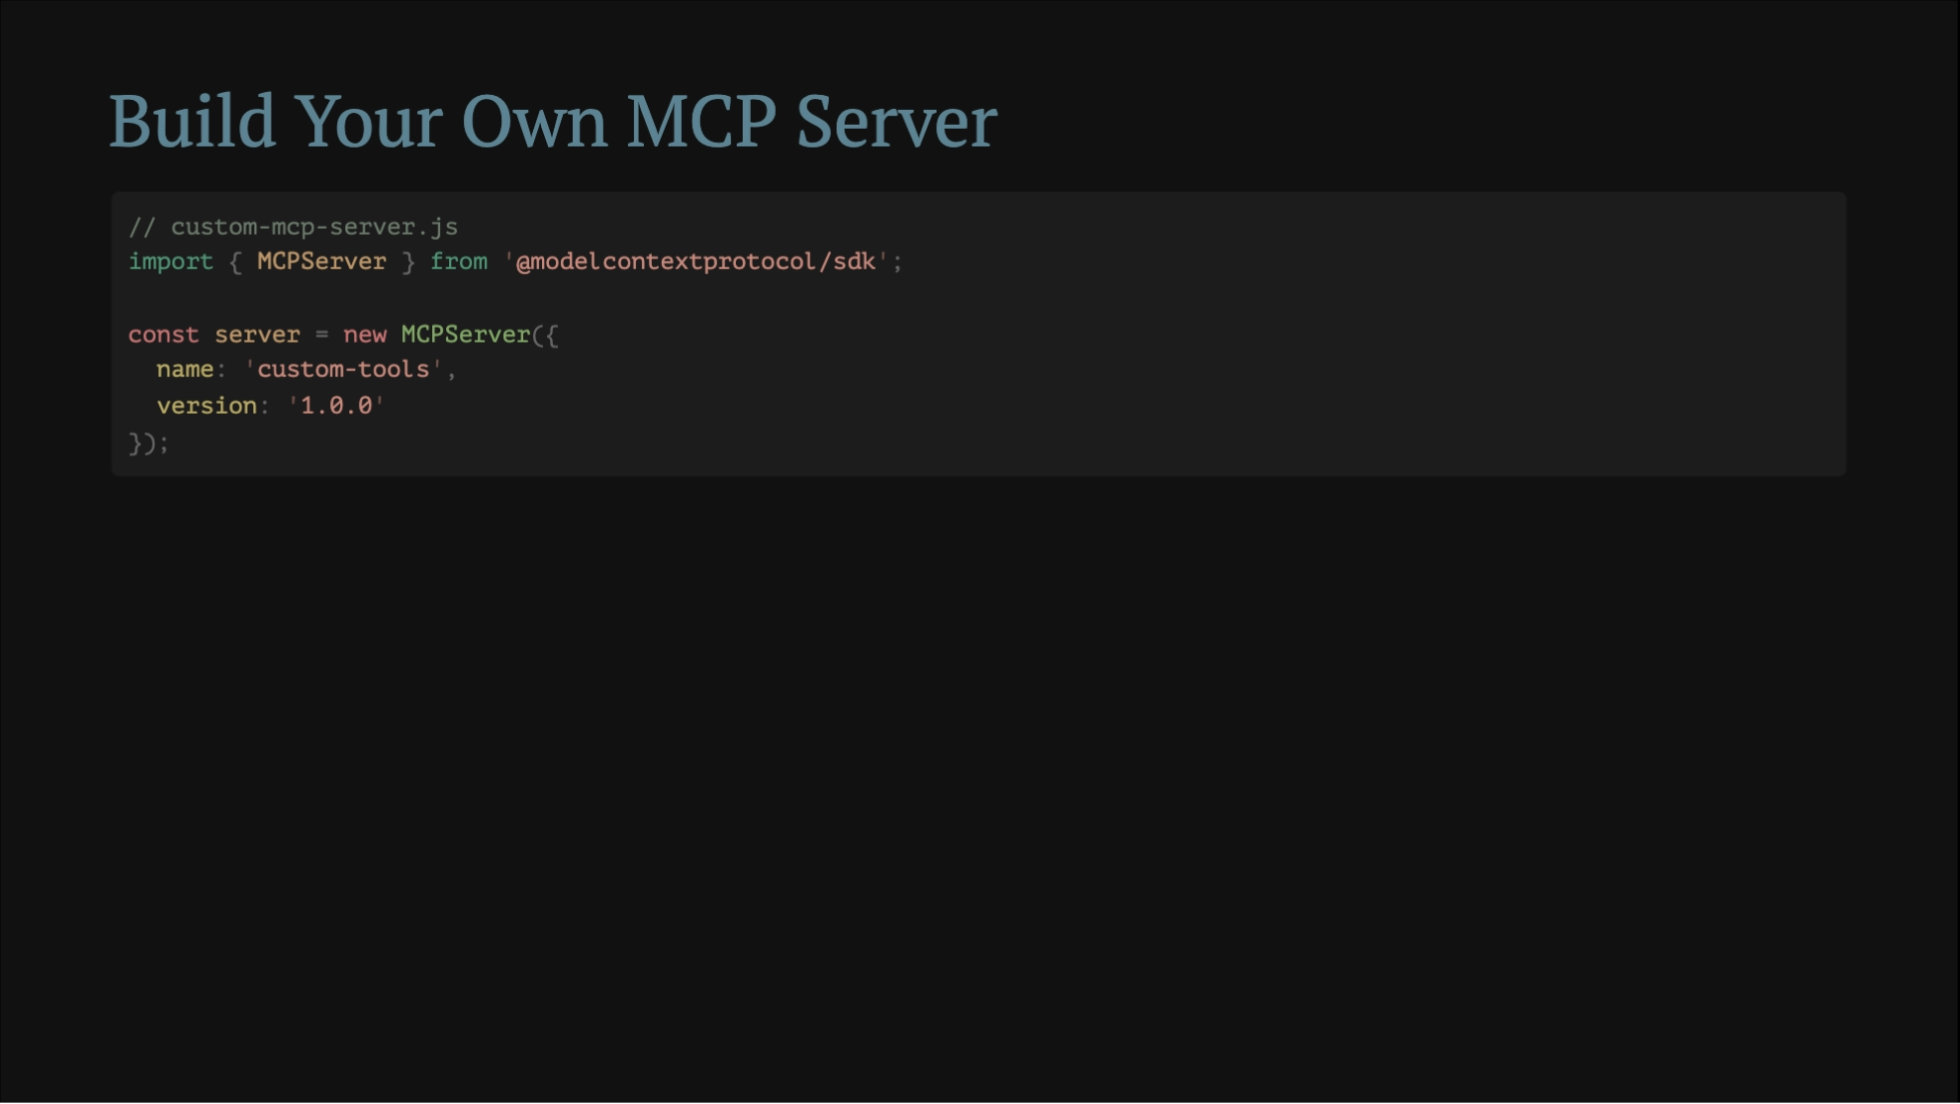 Build Your Own MCP Server
// custom-mcp-server.js
import { MCPServer } from '@modelcontextprotocol/sdk';
const server = new MCPServer({
  name: 'custom-tools',
  version: '1.0.0'
});